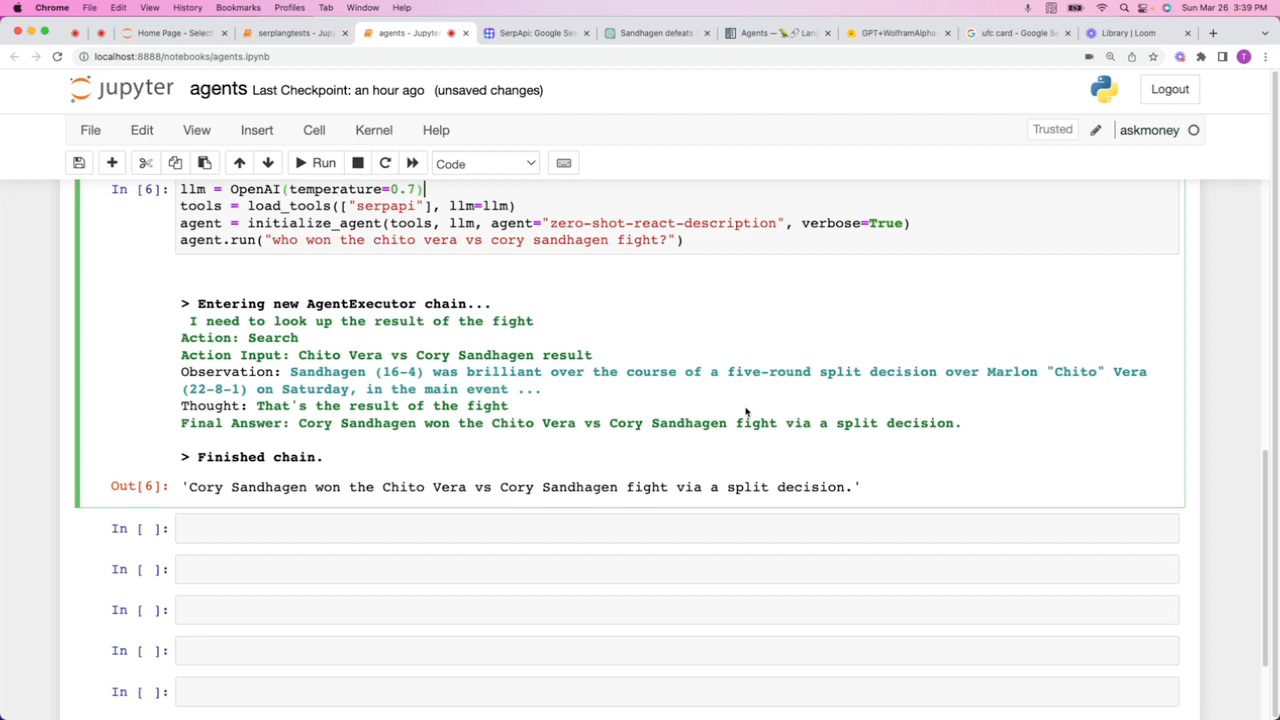 Chrome File Edit View History Bookmarks Profiles Tab Window Help Sun Mar 26 3:39 PM
Home Page - Select serplangtests - Jupy agents - Jupyter SerpApi: Google Se Sandhagen defeats Agents — Lang GPT+WolframAlpha- ufc card - Google Se Library | Loom
localhost:8888/notebooks/agents.ipynb T
jupyter agents Last Checkpoint: an hour ago (unsaved changes) Logout
File Edit View Insert Cell Kernel Help Trusted askmoney
Run Code
In [6]: llm = OpenAI(temperature=0.7)
tools = load_tools(["serpapi"], llm=llm)
agent = initialize_agent(tools, llm, agent="zero-shot-react-description", verbose=True)
agent.run("who won the chito vera vs cory sandhagen fight?")
> Entering new AgentExecutor chain...
I need to look up the result of the fight
Action: Search
Action Input: Chito Vera vs Cory Sandhagen result
Observation: Sandhagen (16-4) was brilliant over the course of a five-round split decision over Marlon "Chito" Vera
(22-8-1) on Saturday, in the main event ...
Thought: That's the result of the fight
Final Answer: Cory Sandhagen won the Chito Vera vs Cory Sandhagen fight via a split decision.
> Finished chain.
Out[6]: 'Cory Sandhagen won the Chito Vera vs Cory Sandhagen fight via a split decision.'
In [ ]:
In [ ]:
In [ ]:
In [ ]:
In [ ]: